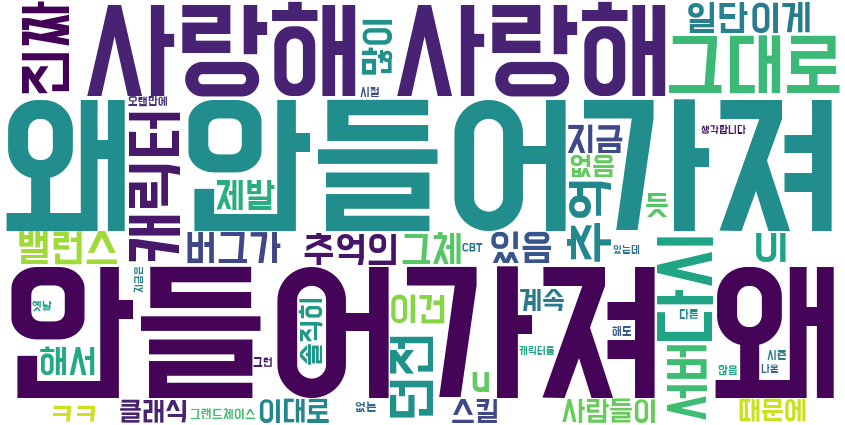 진짜
사랑해 사랑해
많이
시절
일단 이게
그대로
오랜만에
왜 안들어가져
캐릭터
제발
지금
없음
추억
생각합니다
듯
밸런스
버그가
추억의
그체
CBT
있음
있는데
시간
UI
안들어가져 왜
지금은
옛날
솔직히
이건
계속
해도
다른
해서
그런
던전
캐릭터들
서버
시즌
않음
나온
u
ㅋㅋ
클래식
그랜드체이스
이대로
없는
스킬
사람들이
때문에